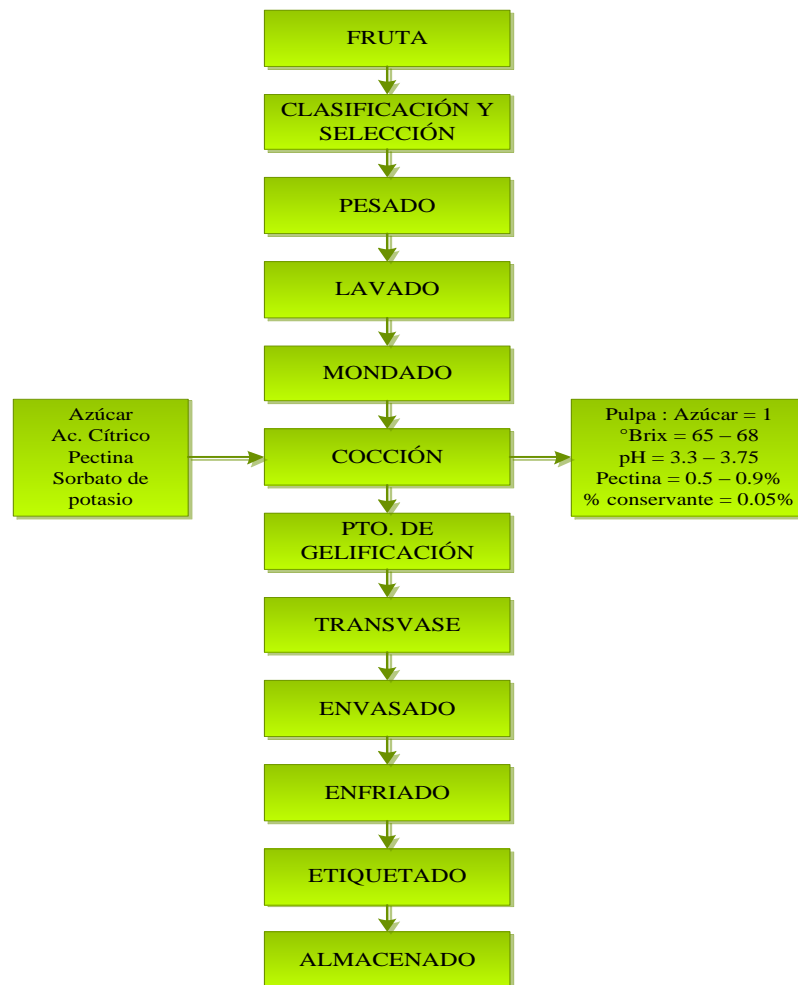 FRUTA
CLASIFICACIÓN Y
SELECCIÓN
PESADO
LAVADO
MONDADO
Azúcar
Ac. Cítrico
Pectina
Sorbato de
potasio
COCCIÓN
Pulpa : Azúcar = 1
°Brix = 65 – 68
pH = 3.3 – 3.75
Pectina = 0.5 – 0.9%
% conservante = 0.05%
PTO. DE
GELIFICACIÓN
TRANSVASE
ENVASADO
ENFRIADO
ETIQUETADO
ALMACENADO